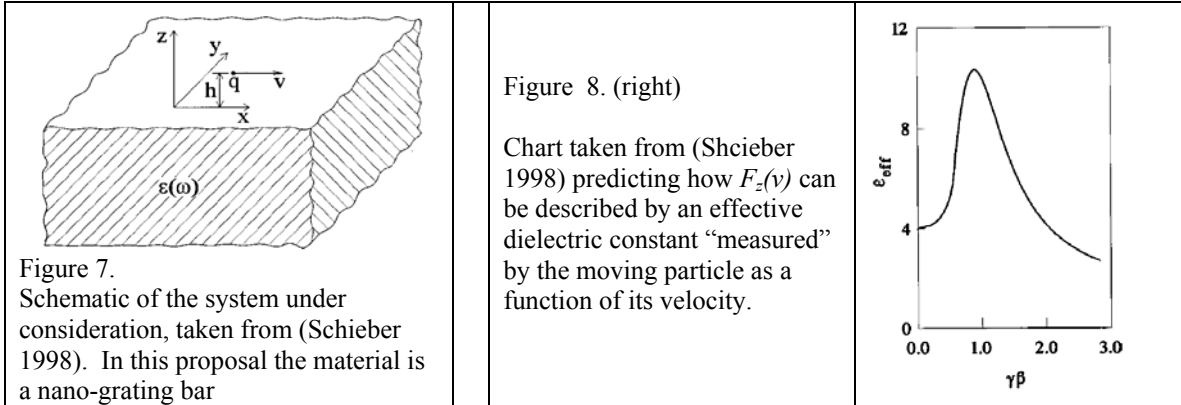 z
y
h
q
v
x
ε(ω)
Figure 7.
Schematic of the system under
consideration, taken from (Schieber
1998). In this proposal the material is
a nano-grating bar
Figure 8. (right)
Chart taken from (Shcieber
1998) predicting how F_z(v) can
be described by an effective
dielectric constant “measured”
by the moving particle as a
function of its velocity.
12
8
4
0
ε_eff
0.0 1.0 2.0 3.0
γβ